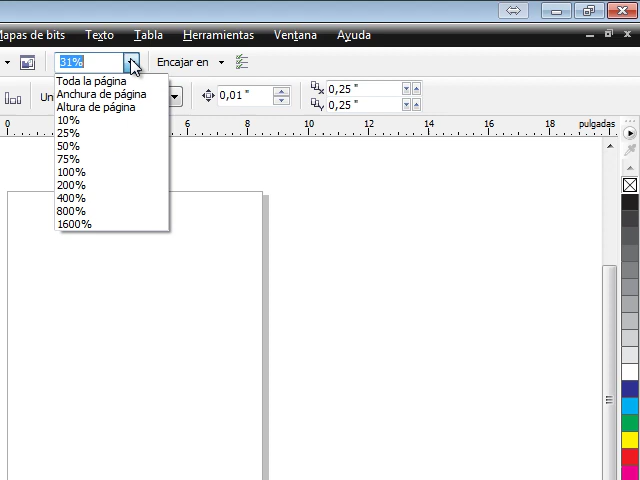 Mapas de bits Texto Tabla Herramientas Ventana Ayuda
31% Encajar en
Toda la página
Anchura de página
Altura de página
10%
25%
50%
75%
100%
200%
400%
800%
1600%
Un 0,01 " x 0,25 "
y 0,25 "
0 6 8 10 12 14 16 18 pulgadas